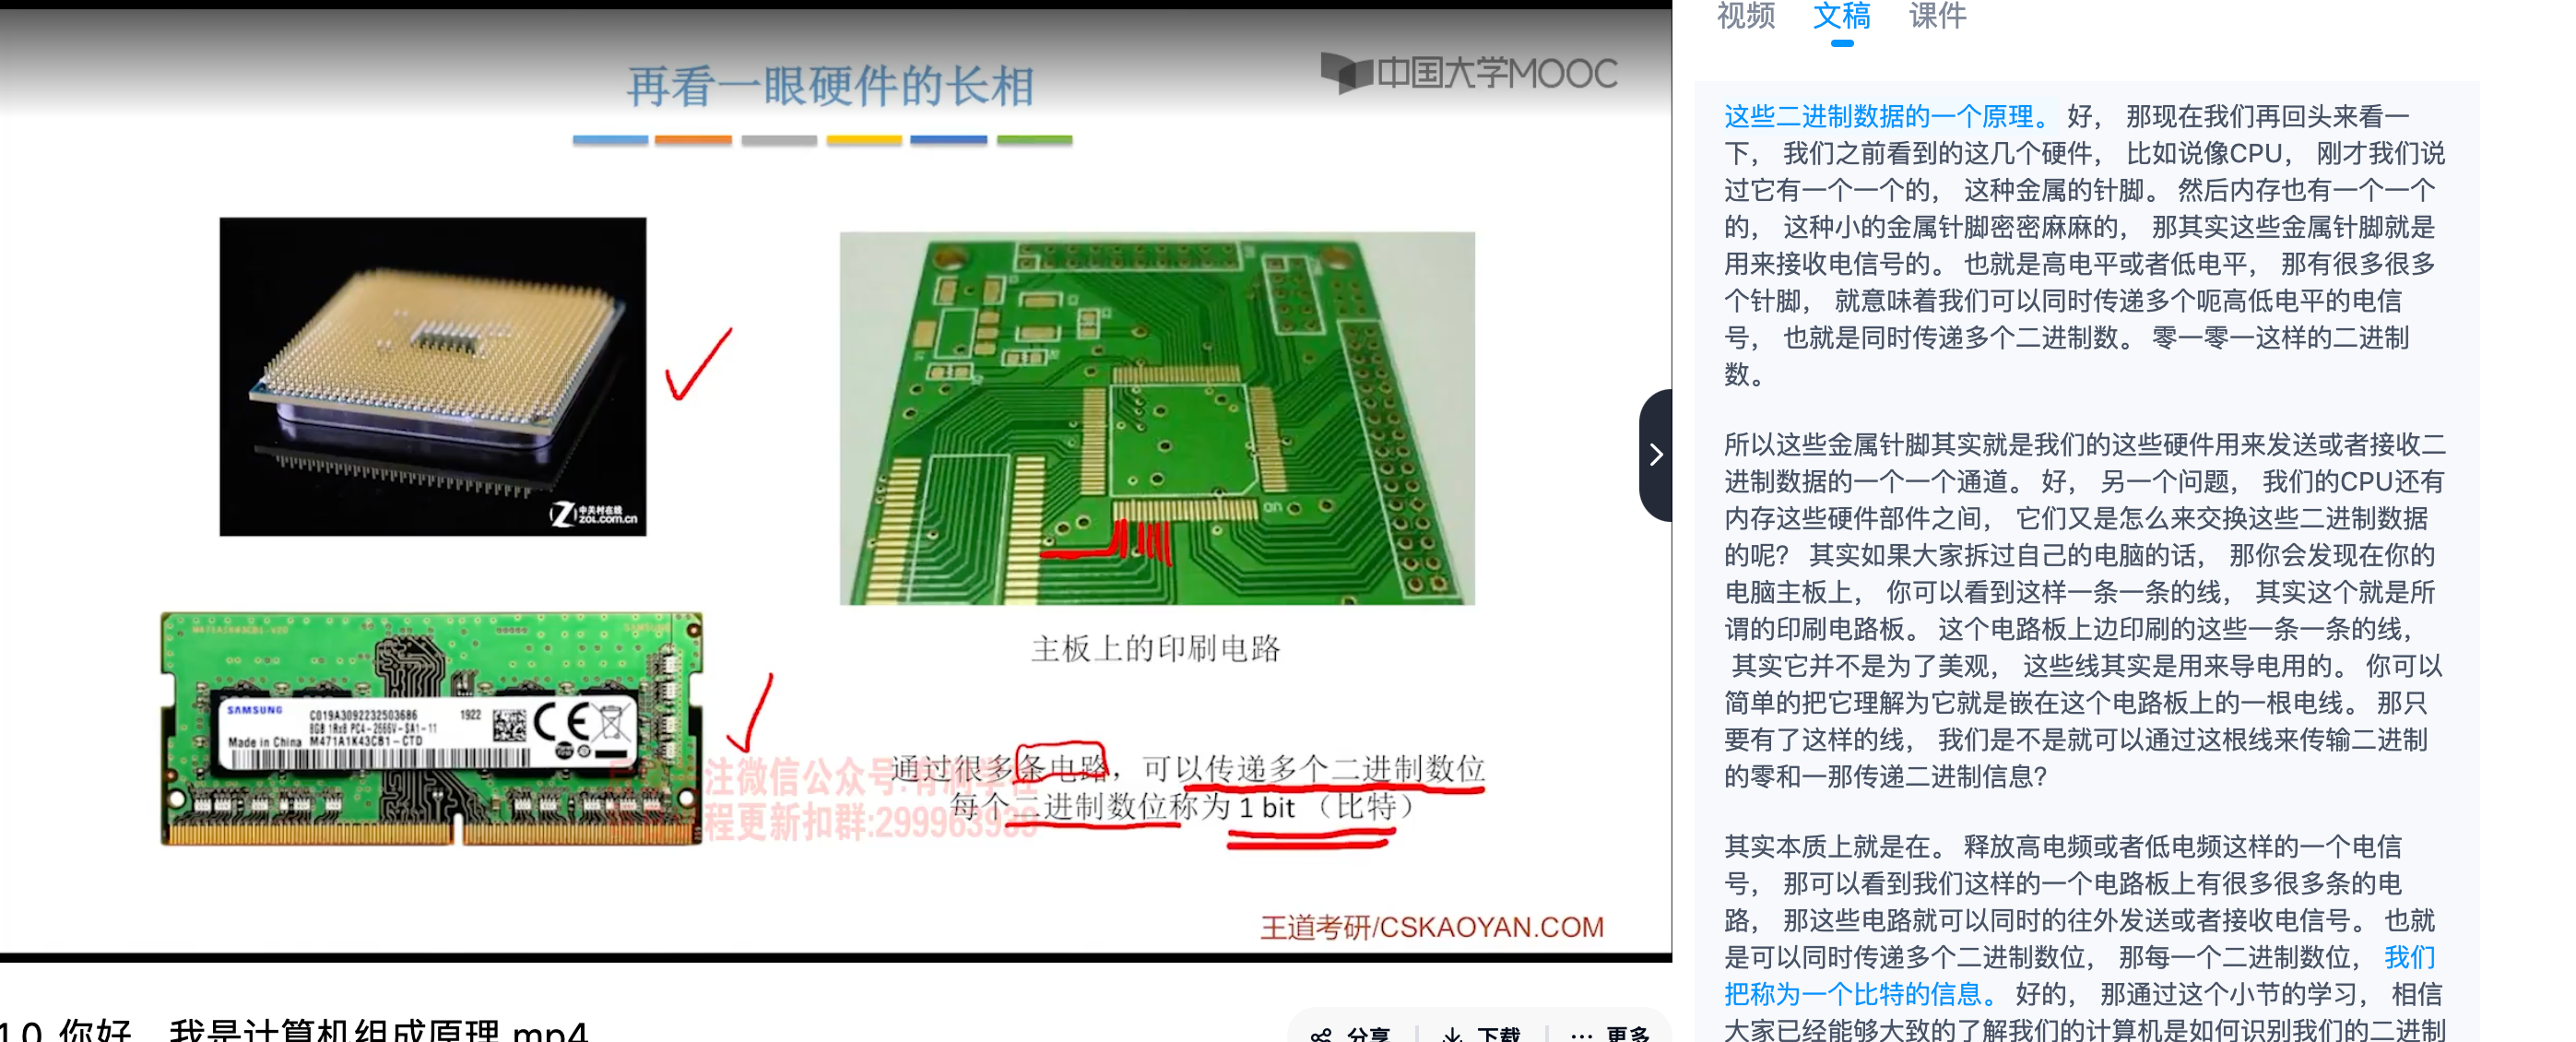 再看一眼硬件的长相
中国大学MOOC
中关村在线
ZOL.com.cn
SAMSUNG
C019A3092232503686
1922
8GB 1Rx8 PC4-2666V-SA1-11
Made in China M471A1K43CB1-CTD
CE
主板上的印刷电路
通过很多条电路，可以传递多个二进制数位
每个二进制数位称为 1 bit （比特）
注微信公众号:有
程更新扣群:299963939
王道考研/CSKAOYAN.COM
1.0 你好，我是计算机组成原理.mp4
分享
下载
更多
视频 文稿 课件
这些二进制数据的一个原理。 好， 那现在我们再回头来看一
下， 我们之前看到的这几个硬件， 比如说像CPU， 刚才我们说
过它有一个一个的， 这种金属的针脚。 然后内存也有一个一个
的， 这种小的金属针脚密密麻麻的， 那其实这些金属针脚就是
用来接收电信号的。 也就是高电平或者低电平， 那有很多很多
个针脚， 就意味着我们可以同时传递多个呃高低电平的电信
号， 也就是同时传递多个二进制数。 零一零一这样的二进制
数。
所以这些金属针脚其实就是我们的这些硬件用来发送或者接收二
进制数据的一个一个通道。 好， 另一个问题， 我们的CPU还有
内存这些硬件部件之间， 它们又是怎么来交换这些二进制数据
的呢? 其实如果大家拆过自己的电脑的话， 那你会发现在你的
电脑主板上， 你可以看到这样一条一条的线， 其实这个就是所
谓的印刷电路板。 这个电路板上边印刷的这些一条一条的线，
其实它并不是为了美观， 这些线其实是用来导电用的。 你可以
简单的把它理解为它就是嵌在这个电路板上的一根电线。 那只
要有了这样的线， 我们是不是就可以通过这根线来传输二进制
的零和一那传递二进制信息?
其实本质上就是在。 释放高电频或者低电频这样的一个电信
号， 那可以看到我们这样的一个电路板上有很多很多条的电
路， 那这些电路就可以同时的往外发送或者接收电信号。 也就
是可以同时传递多个二进制数位， 那每一个二进制数位， 我们
把称为一个比特的信息。 好的， 那通过这个小节的学习， 相信
大家已经能够大致的了解我们的计算机是如何识别我们的二进制